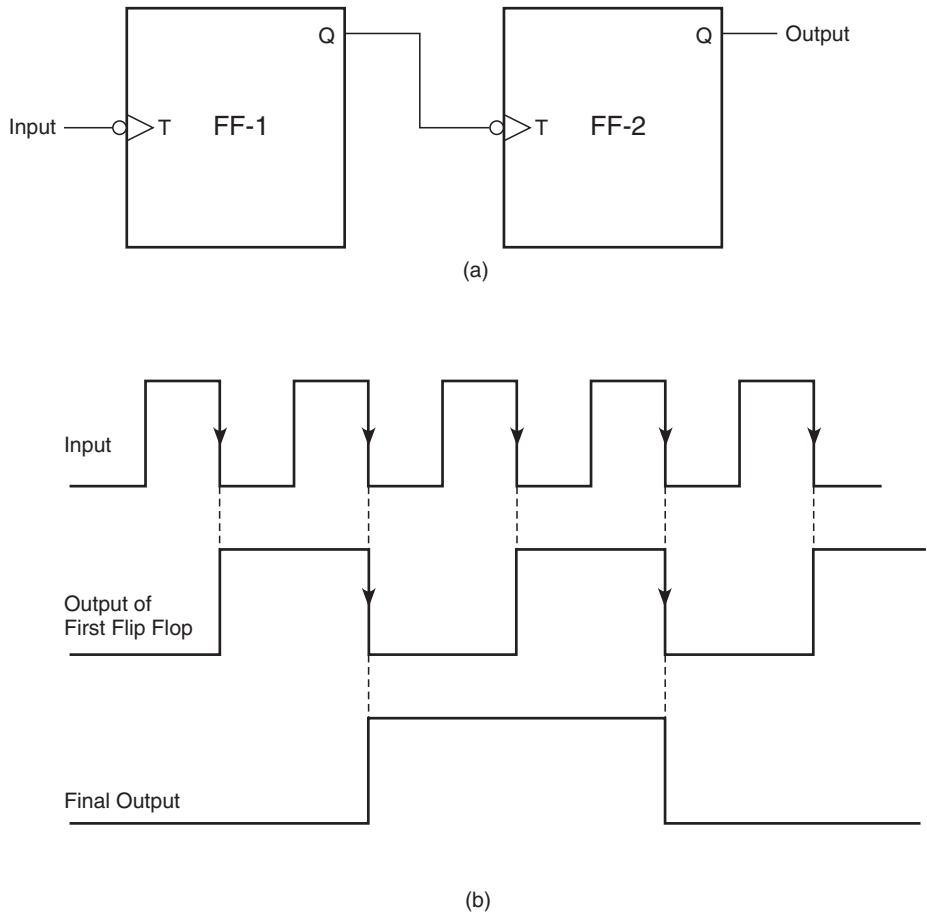 Q
Q
Output
Input
T
FF-1
T
FF-2
(a)
Input
Output of
First Flip Flop
Final Output
(b)